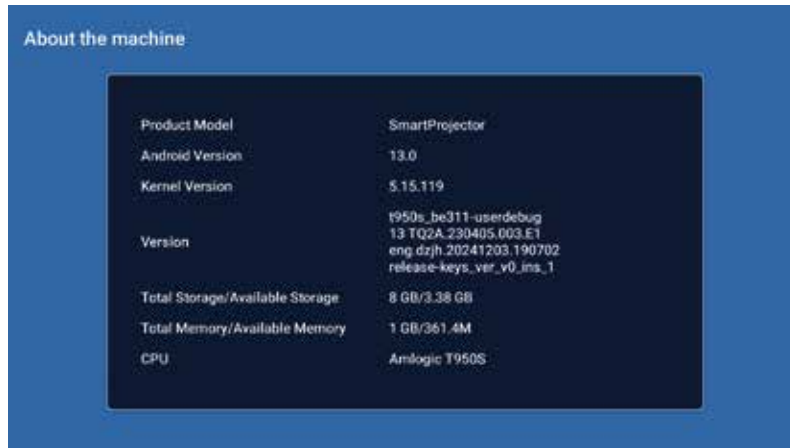 About the machine
Product Model SmartProjector
Android Version 13.0
Kernel Version 5.15.119
Version t950s_be311-userdebug
13 TQ2A.230405.003.E1
eng.dzjh.20241203.190702
release-keys_ver_v0_ins_1
Total Storage/Available Storage 8 GB/3.38 GB
Total Memory/Available Memory 1 GB/361.4M
CPU Amlogic T950S